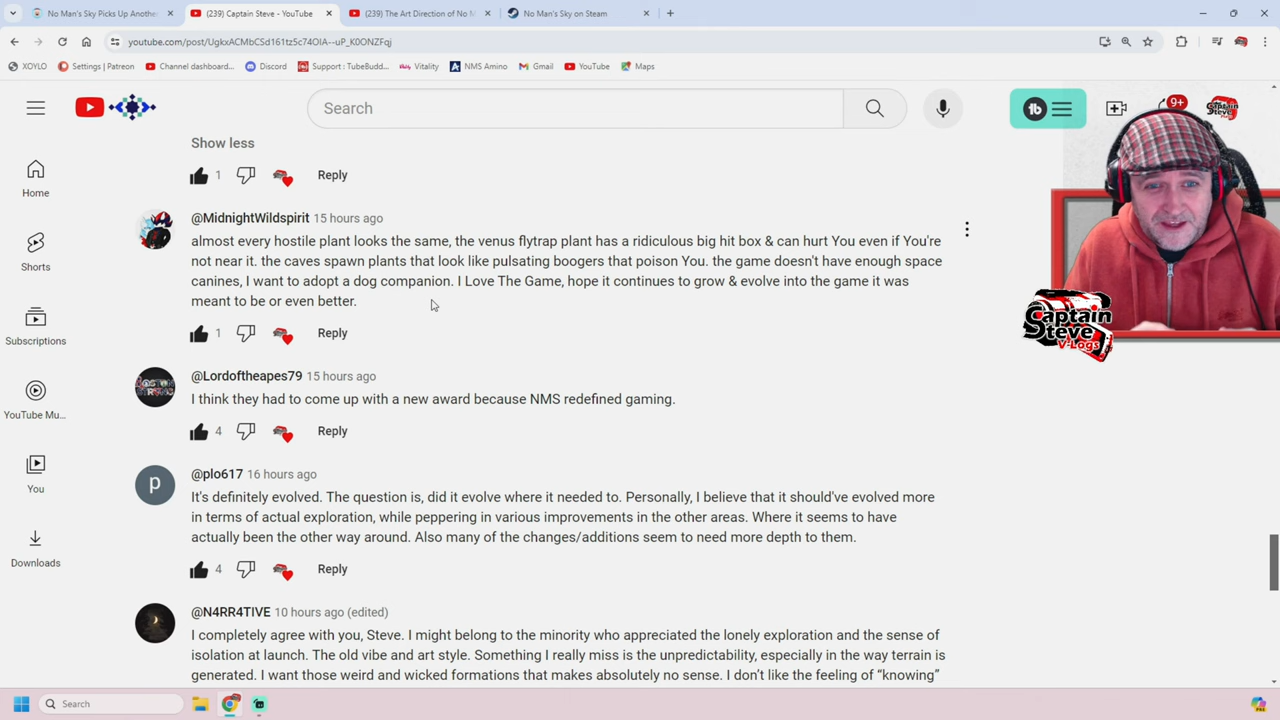 No Man's Sky Picks Up Anothe
(239) Captain Steve - YouTube
(239) The Art Direction of No M
No Man's Sky on Steam
youtube.com/post/UgkxACMbCSd161tz5c74OIA--uP_K0ONZFqj
XOYLO
Settings | Patreon
Channel dashboard...
Discord
Support : TubeBudd...
Vitality
NMS Amino
Gmail
YouTube
Maps
Search
9+
Home
Shorts
Subscriptions
YouTube Mu...
You
Downloads
Show less
1
Reply
@MidnightWildspirit 15 hours ago
almost every hostile plant looks the same, the venus flytrap plant has a ridiculous big hit box & can hurt You even if You're
not near it. the caves spawn plants that look like pulsating boogers that poison You. the game doesn't have enough space
canines, I want to adopt a dog companion. I Love The Game, hope it continues to grow & evolve into the game it was
meant to be or even better.
1
Reply
@Lordoftheapes79 15 hours ago
I think they had to come up with a new award because NMS redefined gaming.
4
Reply
p
@plo617 16 hours ago
It's definitely evolved. The question is, did it evolve where it needed to. Personally, I believe that it should've evolved more
in terms of actual exploration, while peppering in various improvements in the other areas. Where it seems to have
actually been the other way around. Also many of the changes/additions seem to need more depth to them.
4
Reply
@N4RR4TIVE 10 hours ago (edited)
I completely agree with you, Steve. I might belong to the minority who appreciated the lonely exploration and the sense of
isolation at launch. The old vibe and art style. Something I really miss is the unpredictability, especially in the way terrain is
generated. I want those weird and wicked formations that makes absolutely no sense. I don't like the feeling of “knowing”
Captain
Steve
V-Logs
Search